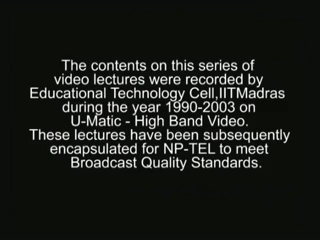 The contents on this series of
video lectures were recorded by
Educational Technology Cell,IITMadras
during the year 1990-2003 on
U-Matic - High Band Video.
These lectures have been subsequently
encapsulated for NP-TEL to meet
Broadcast Quality Standards.